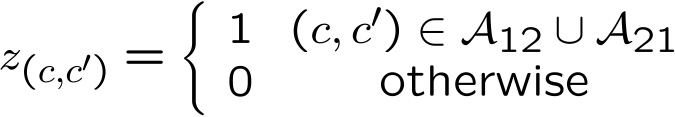 z_{(c,c′)} = { 1 (c, c′) ∈ 𝒜₁₂ ∪ 𝒜₂₁
0 otherwise